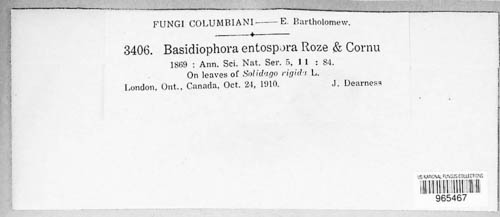 FUNGI COLUMBIANI—E. Bartholomew.
3406. Basidiophora entospora Roze & Cornu
1869 : Ann. Sci. Nat. Ser. 5, 11 : 84.
On leaves of Solidago rigida L.
London, Ont., Canada, Oct. 24, 1910. J. Dearness
US NATIONAL FUNGUS COLLECTIONS
965467